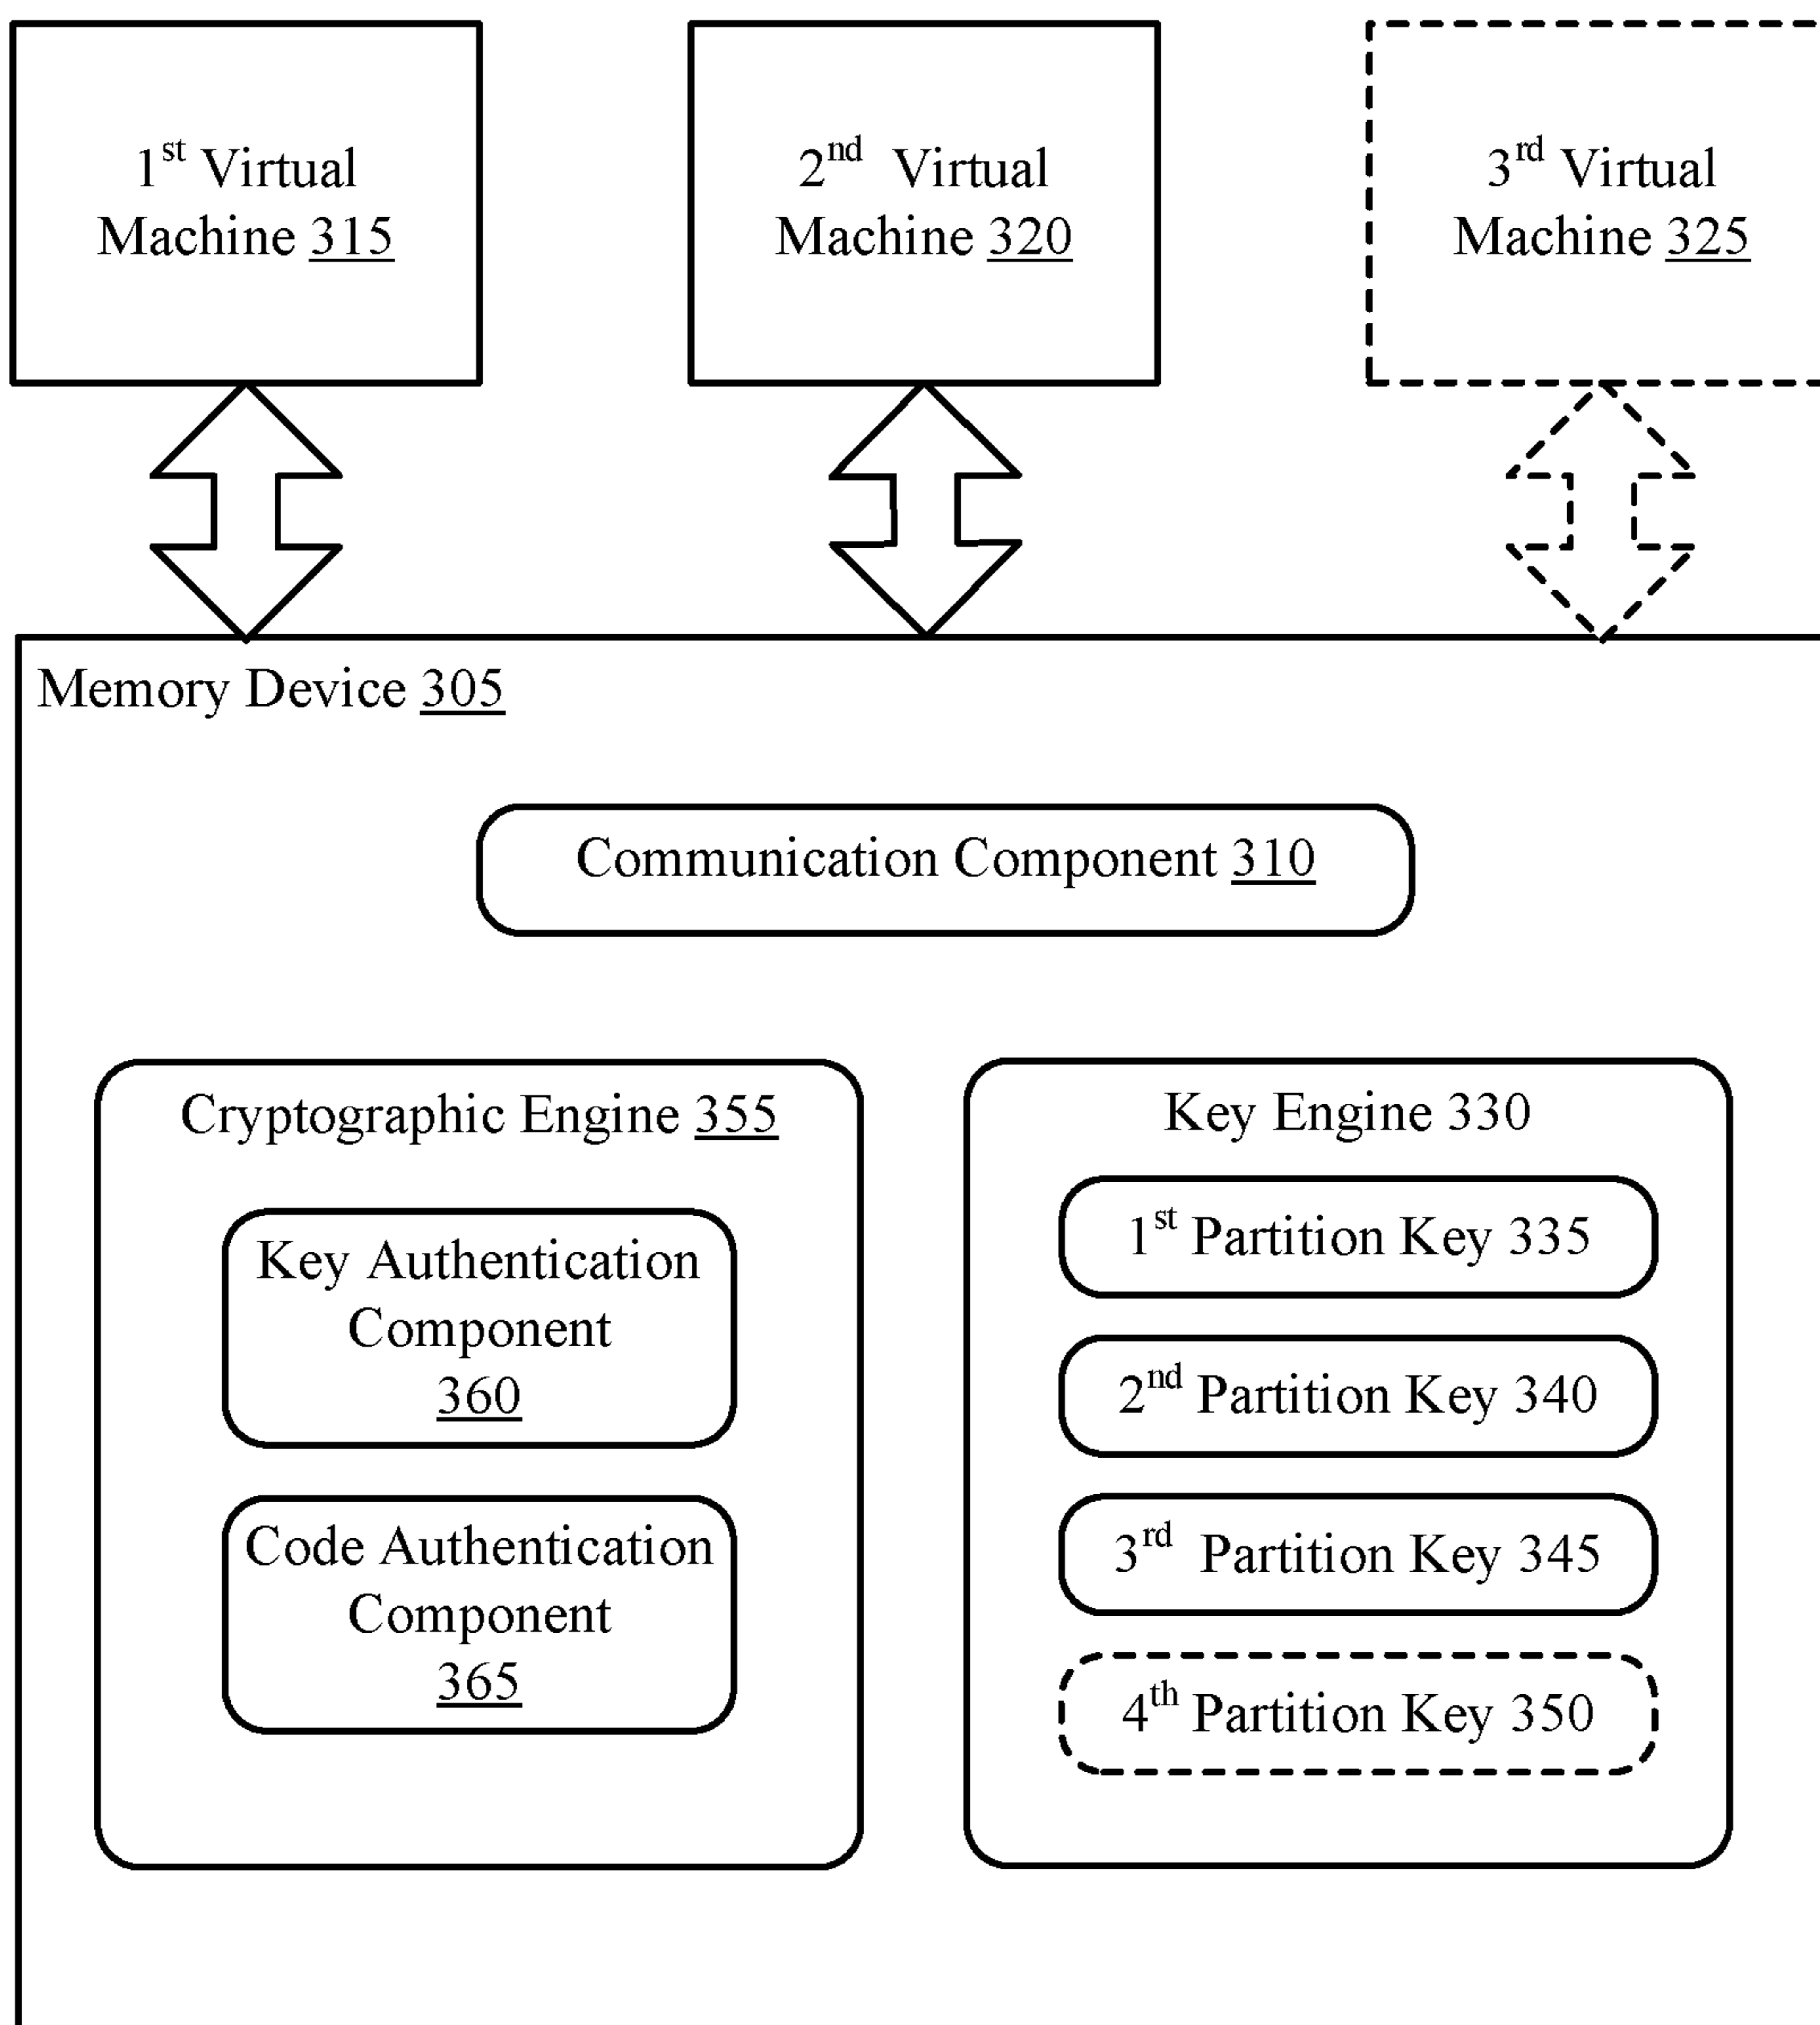 1st Virtual
Machine 315
2nd Virtual
Machine 320
3rd Virtual
Machine 325
Memory Device 305
Communication Component 310
Cryptographic Engine 355
Key Authentication
Component
360
Code Authentication
Component
365
Key Engine 330
1st Partition Key 335
2nd Partition Key 340
3rd Partition Key 345
4th Partition Key 350